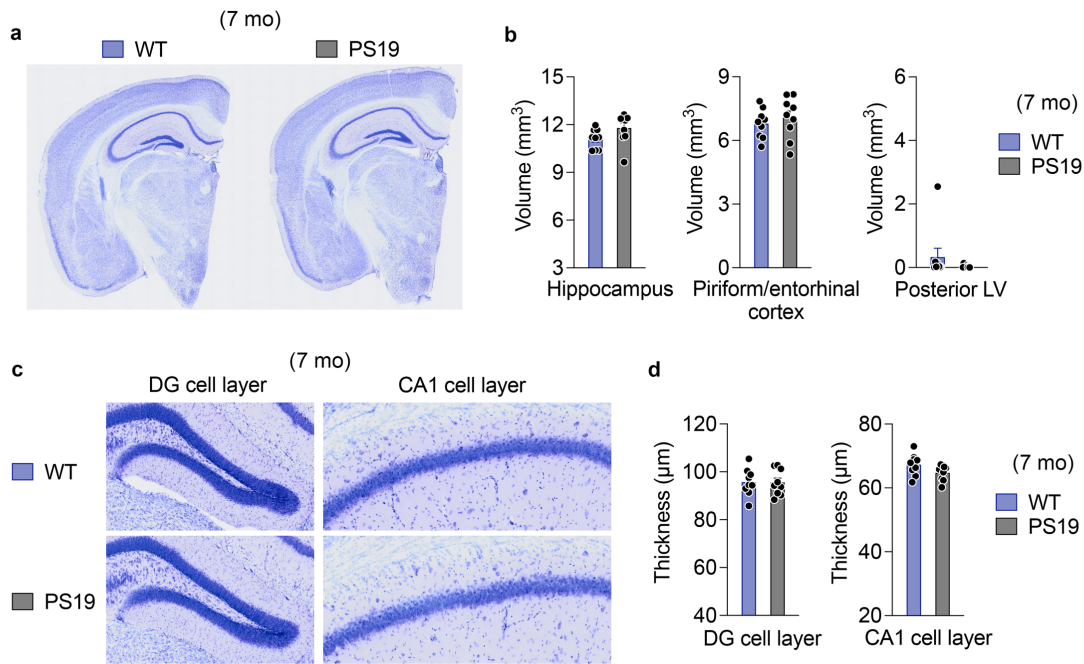 (7 mo)
a
WT
PS19
b
Volume (mm3)
15
12
9
6
3
Hippocampus
Volume (mm3)
9
6
3
0
Piriform/entorhinal
cortex
Volume (mm3)
6
4
2
0
Posterior LV
(7 mo)
WT
PS19
c
(7 mo)
DG cell layer
CA1 cell layer
WT
PS19
d
Thickness (µm)
120
100
80
60
40
DG cell layer
Thickness (µm)
80
60
40
20
CA1 cell layer
(7 mo)
WT
PS19